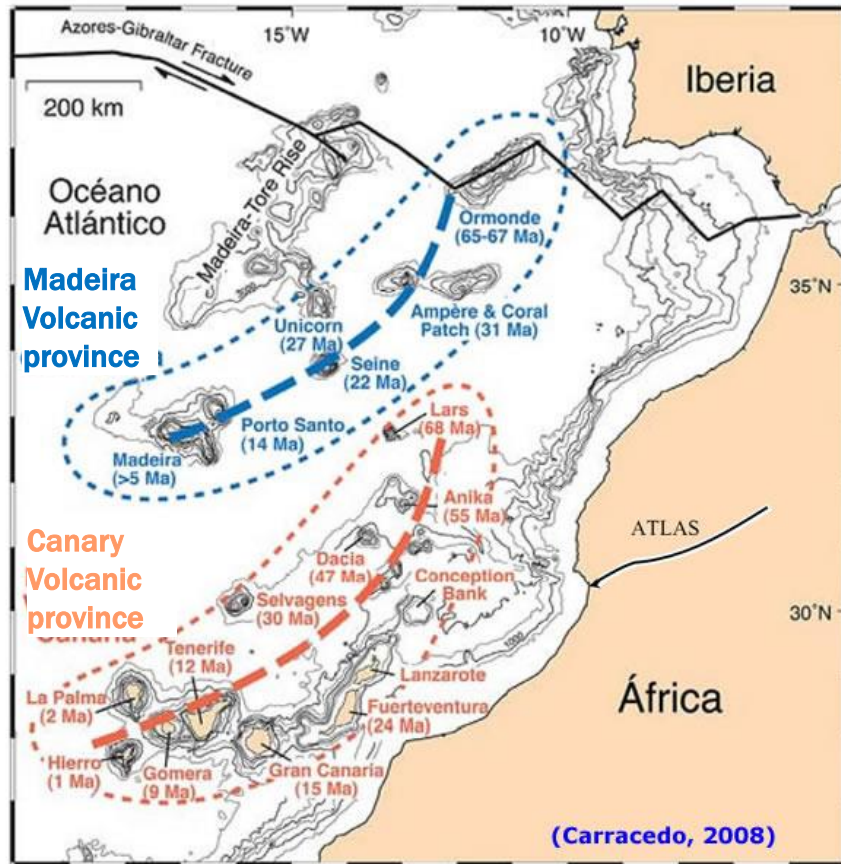 15°W
10°W
Azores-Gibraltar Fracture
Iberia
200 km
Océano
Atlántico
Madeira-Tore Rise
Ormonde
(65-67 Ma)
35°N
Madeira
Volcanic
province
Unicorn
(27 Ma)
Ampère & Coral
Patch (31 Ma)
Seine
(22 Ma)
Porto Santo
(14 Ma)
Madeira
(>5 Ma)
Lars
(68 Ma)
Anika
(55 Ma)
ATLAS
Canary
Volcanic
province
Dacia
(47 Ma)
Conception
Bank
Selvagens
(30 Ma)
30°N
1000
Tenerife
(12 Ma)
Lanzarote
La Palma
(2 Ma)
Fuerteventura
(24 Ma)
África
Hierro
(1 Ma)
Gomera
(9 Ma)
Gran Canaria
(15 Ma)
(Carracedo, 2008)